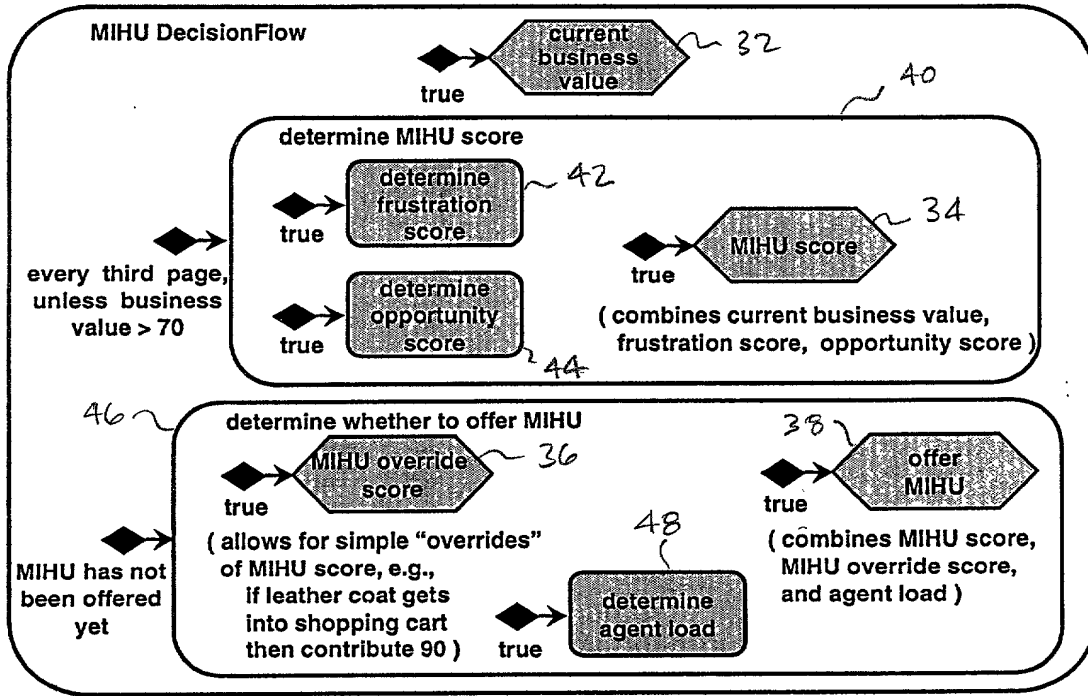 MIHU DecisionFlow
current
business
value
32
true
40
determine MIHU score
determine
frustration
score
42
true
MIHU score
34
true
every third page,
unless business
value > 70
determine
opportunity
score
44
true
( combines current business value,
frustration score, opportunity score )
46
determine whether to offer MIHU
MIHU override
score
36
true
38
offer
MIHU
true
( allows for simple “overrides”
of MIHU score, e.g.,
if leather coat gets
into shopping cart
then contribute 90 )
48
determine
agent load
true
( combines MIHU score,
MIHU override score,
and agent load )
MIHU has not
been offered
yet